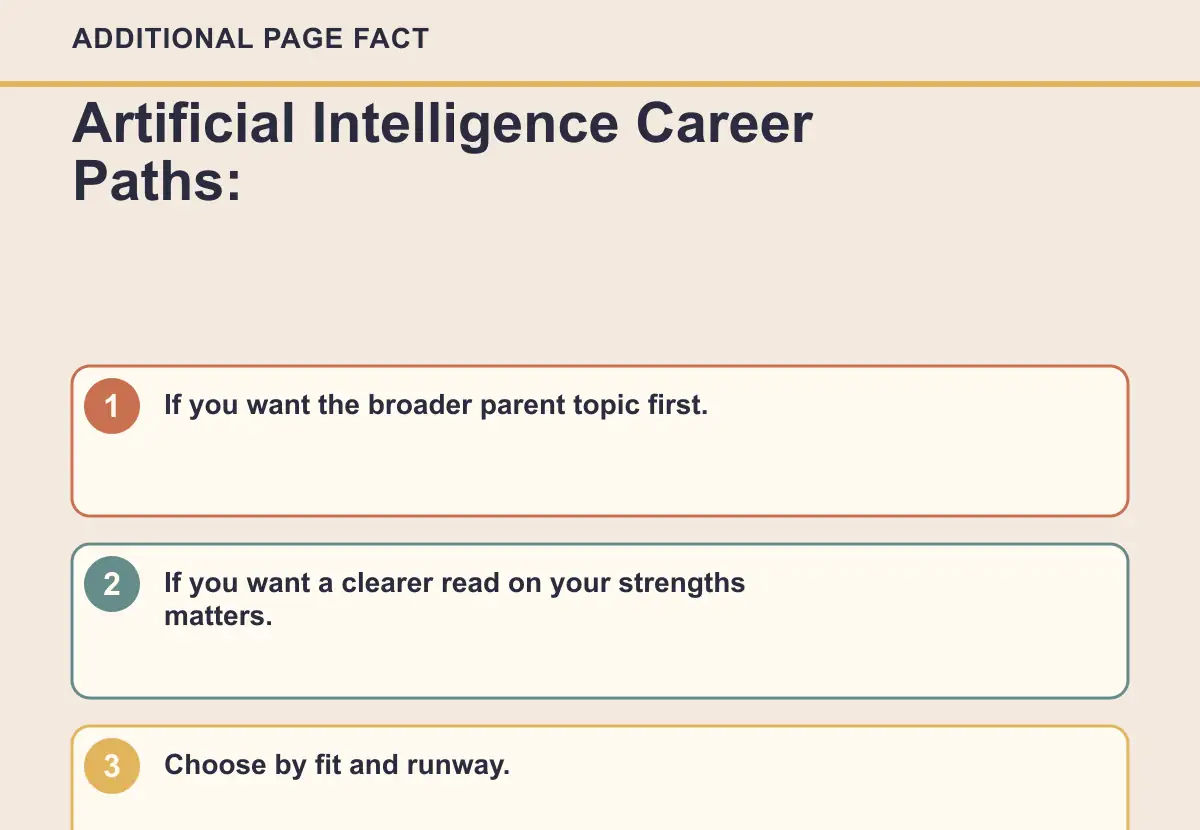 ADDITIONAL PAGE FACT
Artificial Intelligence Career
Paths:
1
If you want the broader parent topic first.
2
If you want a clearer read on your strengths
matters.
3
Choose by fit and runway.